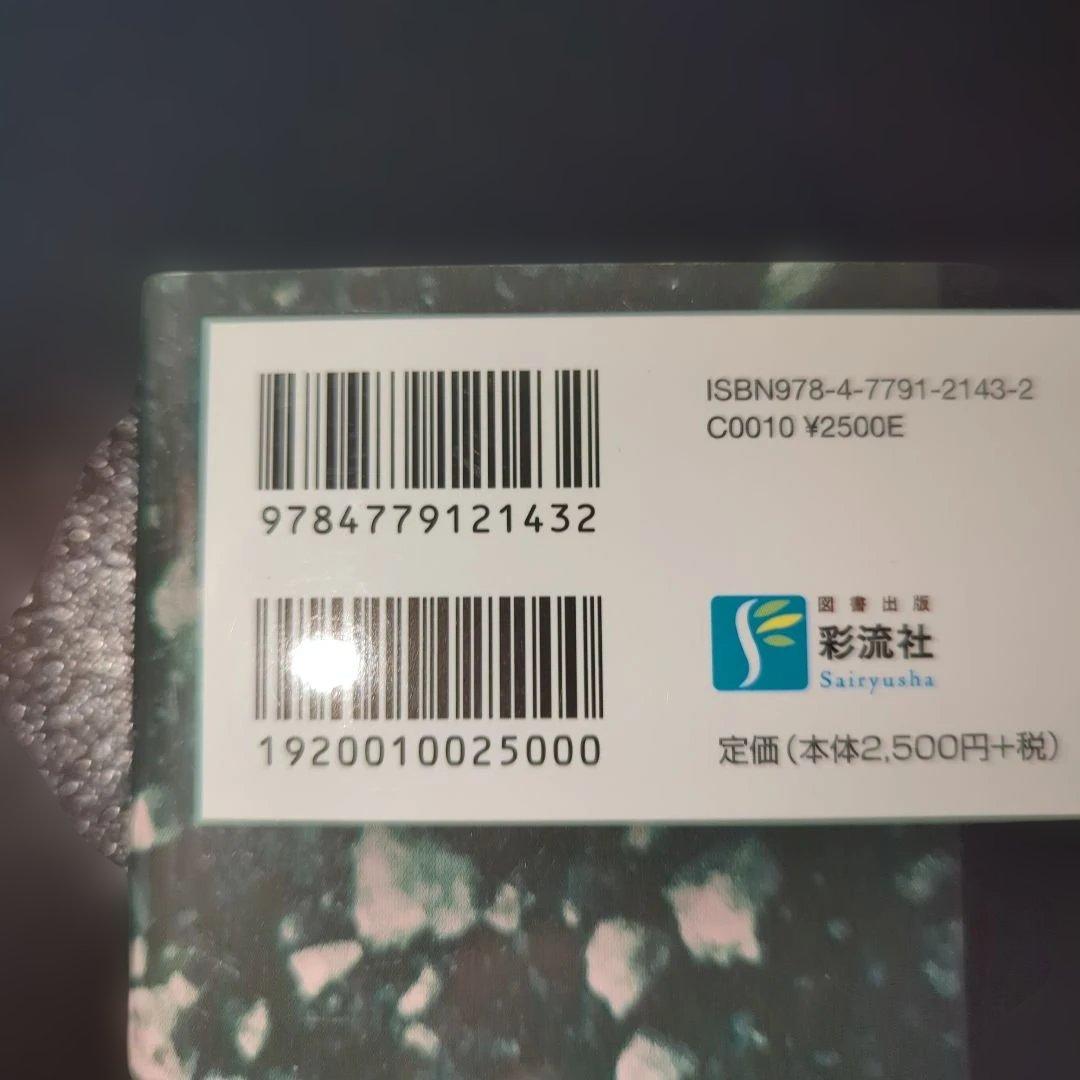 9784779121432
1920010025000
ISBN978-4-7791-2143-2
C0010 ¥2500E
図書出版
彩流社
Sairyusha
定価(本体2,500円+税)